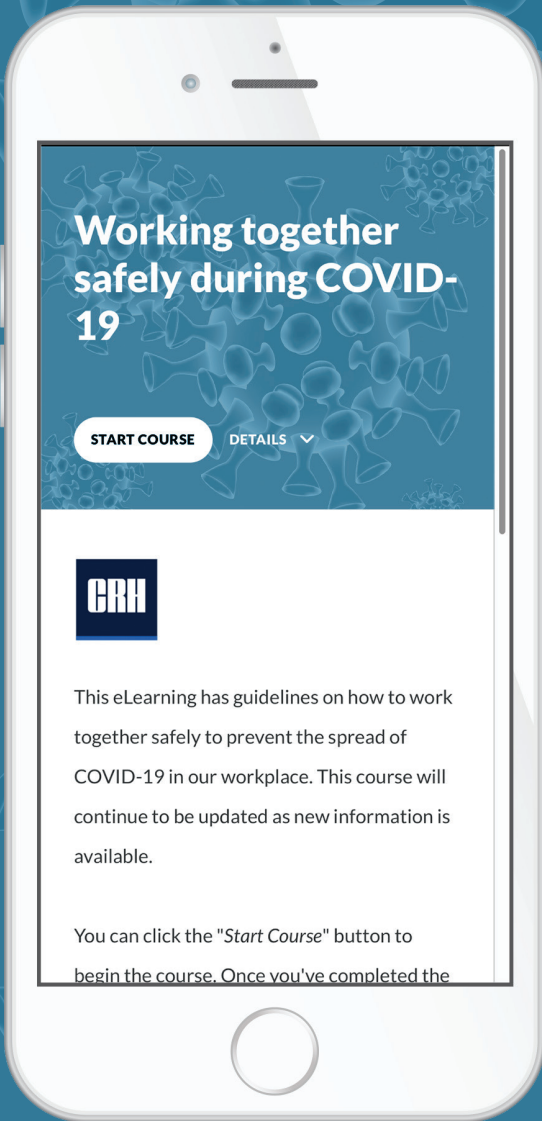 Working together
safely during COVID-
19
START COURSE DETAILS
CRH
This eLearning has guidelines on how to work
together safely to prevent the spread of
COVID-19 in our workplace. This course will
continue to be updated as new information is
available.
You can click the "Start Course" button to
begin the course. Once you've completed the